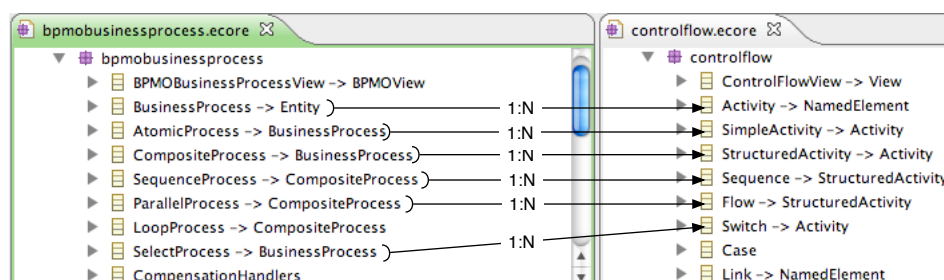 bpmobusinessprocess.ecore
bpmobusinessprocess
BPMOBusinessProcessView -> BPMOView
BusinessProcess -> Entity
AtomicProcess -> BusinessProcess
CompositeProcess -> BusinessProcess
SequenceProcess -> CompositeProcess
ParallelProcess -> CompositeProcess
LoopProcess -> CompositeProcess
SelectProcess -> BusinessProcess
CompensationHandlers
1:N
1:N
1:N
1:N
1:N
1:N
controlflow.ecore
controlflow
ControlFlowView -> View
Activity -> NamedElement
SimpleActivity -> Activity
StructuredActivity -> Activity
Sequence -> StructuredActivity
Flow -> StructuredActivity
Switch -> Activity
Case
Link -> NamedElement